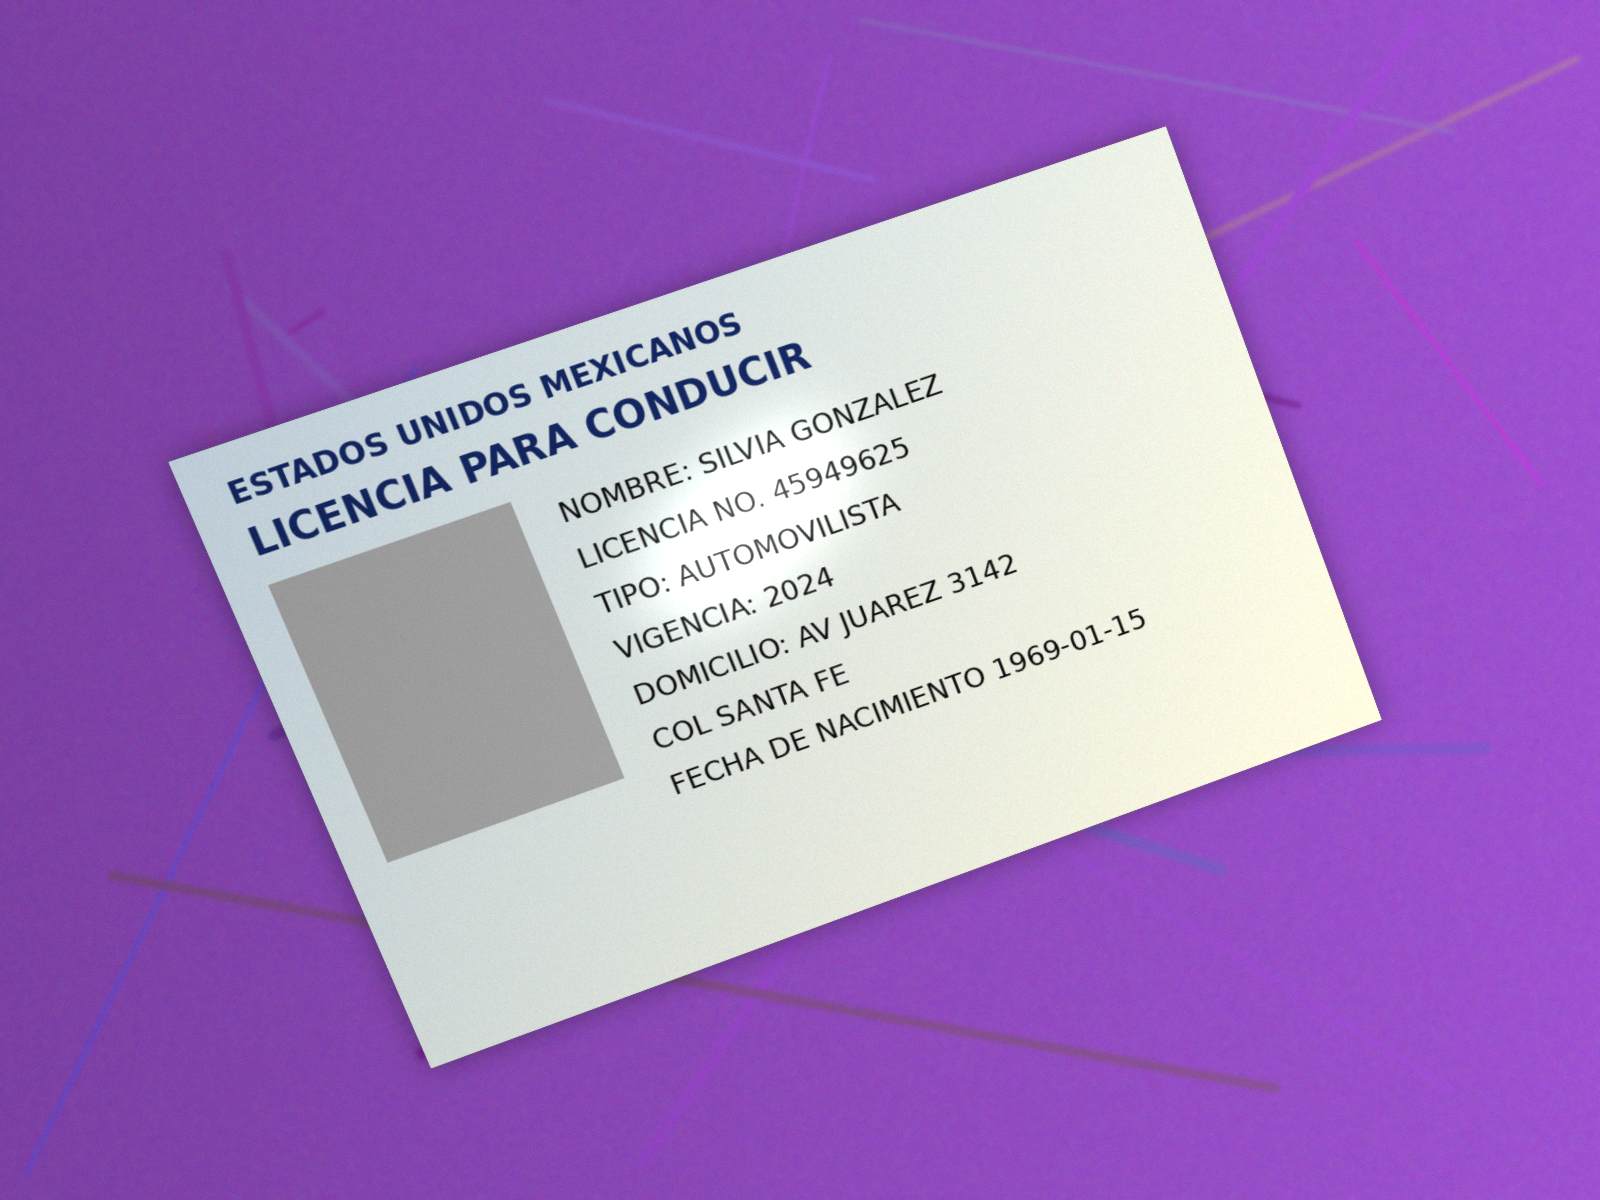 ESTADOS UNIDOS MEXICANOS
LICENCIA PARA CONDUCIR
NOMBRE: SILVIA GONZALEZ
LICENCIA NO. 45949625
TIPO: AUTOMOVILISTA
VIGENCIA: 2024
DOMICILIO: AV JUAREZ 3142
COL SANTA FE
FECHA DE NACIMIENTO 1969-01-15